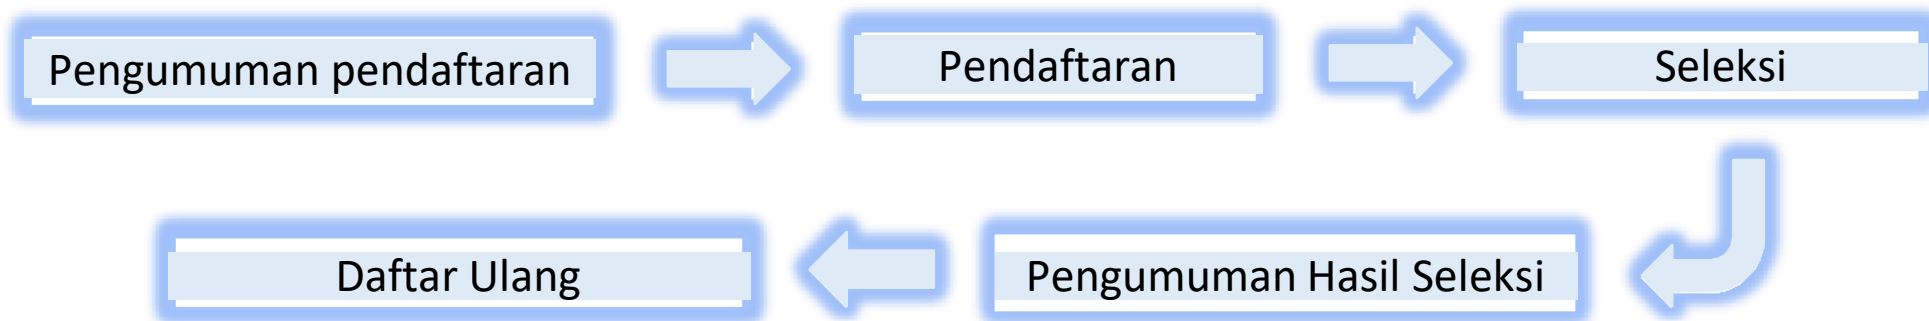 Pengumuman pendaftaran
Pendaftaran
Seleksi
Pengumuman Hasil Seleksi
Daftar Ulang